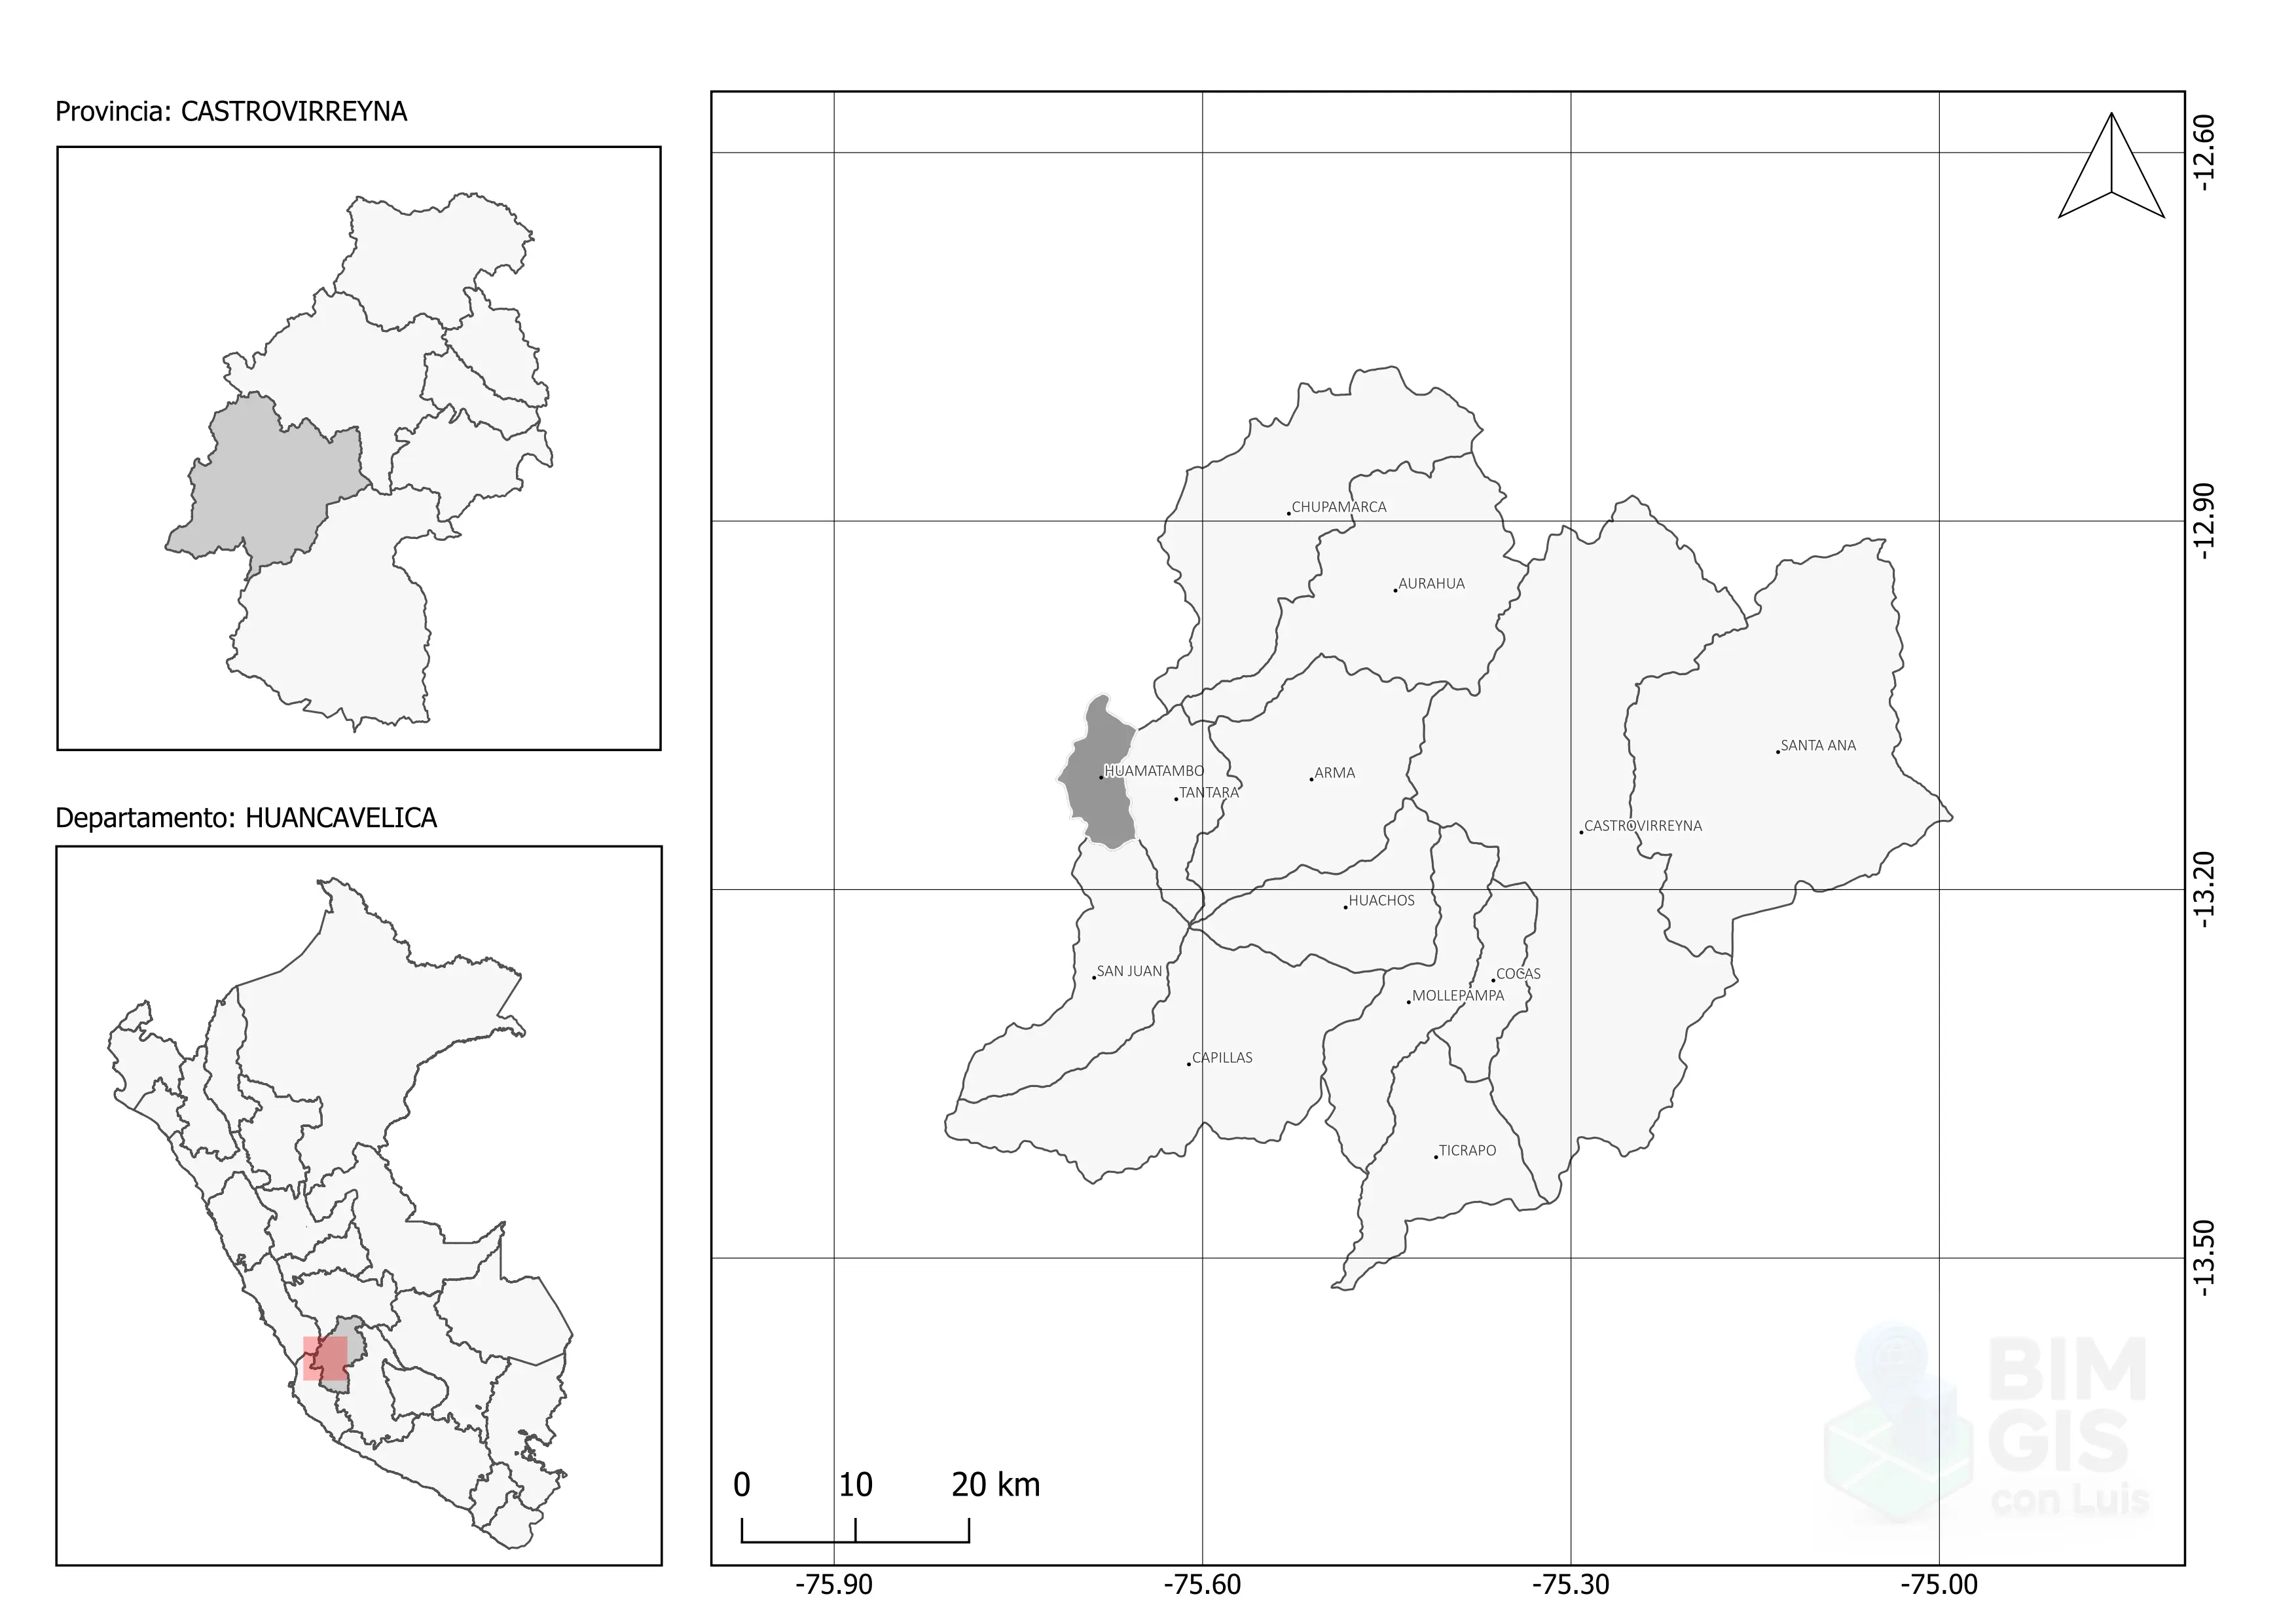 Provincia: CASTROVIRREYNA
Departamento: HUANCAVELICA
CHUPAMARCA
AURAHUA
SANTA ANA
HUAMATAMBO
ARMA
TANTARA
CASTROVIRREYNA
HUACHOS
SAN JUAN
COCAS
MOLLEPAMPA
CAPILLAS
TICRAPO
-12.60
-12.90
-13.20
-13.50
0 10 20 km
-75.90 -75.60 -75.30 -75.00
BIM
GIS
con Luis